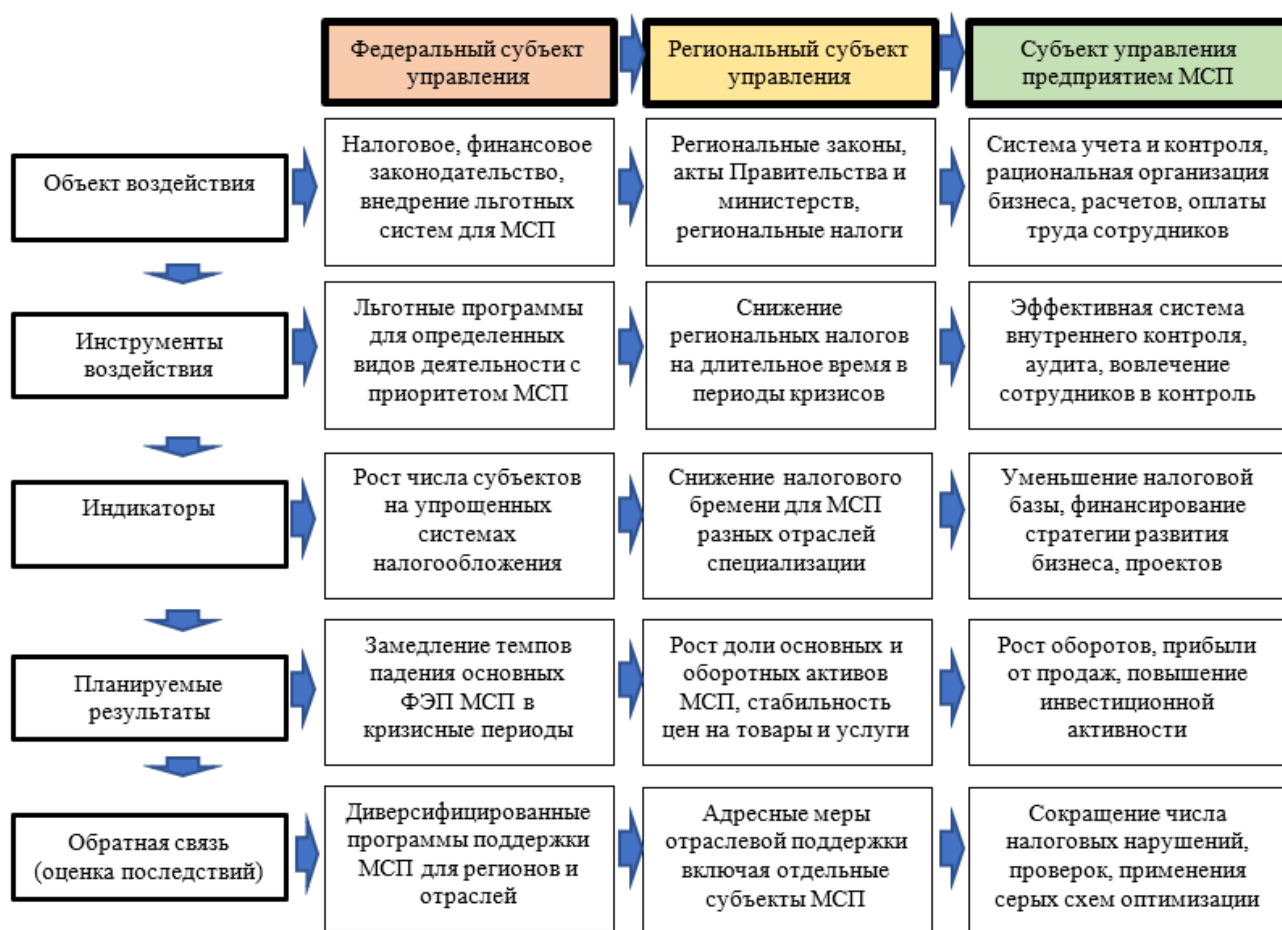 Федеральный субъект
управления
Региональный субъект
управления
Субъект управления
предприятием МСП
Объект воздействия
Налоговое, финансовое
законодательство,
внедрение льготных
систем для МСП
Региональные законы,
акты Правительства и
министерств,
региональные налоги
Система учета и контроля,
рациональная организация
бизнеса, расчетов, оплаты
труда сотрудников
Инструменты
воздействия
Льготные программы
для определенных
видов деятельности с
приоритетом МСП
Снижение
региональных налогов
на длительное время в
периоды кризисов
Эффективная система
внутреннего контроля,
аудита, вовлечение
сотрудников в контроль
Индикаторы
Рост числа субъектов
на упрощенных
системах
налогообложения
Снижение налогового
бремени для МСП
разных отраслей
специализации
Уменьшение налоговой
базы, финансирование
стратегии развития
бизнеса, проектов
Планируемые
результаты
Замедление темпов
падения основных
ФЭП МСП в
кризисные периоды
Рост доли основных и
оборотных активов
МСП, стабильность
цен на товары и услуги
Рост оборотов, прибыли
от продаж, повышение
инвестиционной
активности
Обратная связь
(оценка последствий)
Диверсифицированные
программы поддержки
МСП для регионов и
отраслей
Адресные меры
отраслевой поддержки
включая отдельные
субъекты МСП
Сокращение числа
налоговых нарушений,
проверок, применения
серых схем оптимизации